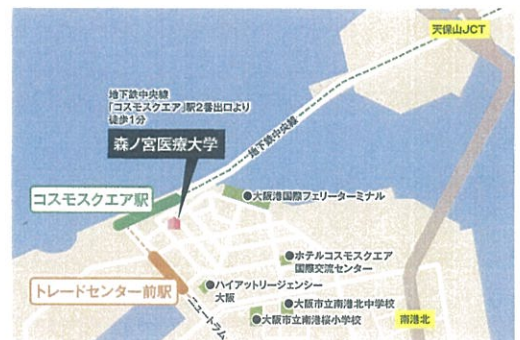 天保山JCT
地下鉄中央線
「コスモスクエア」駅2番出口より
徒歩1分
森ノ宮医療大学
地下鉄中央線
コスモスクエア駅
●大阪港国際フェリーターミナル
●ホテルコスモスクエア
国際交流センター
トレードセンター前駅
●ハイアットリージェンシー
大阪
●大阪市立南港北中学校
●大阪市立南港桜小学校
南港北
ニュートラム